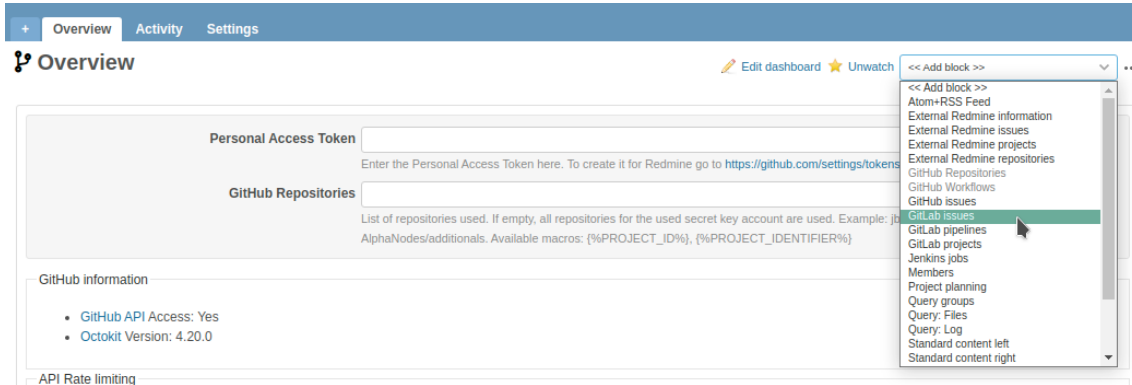 + Overview Activity Settings
Overview
Edit dashboard Unwatch << Add block >> ..
<< Add block >>
Atom+RSS Feed
External Redmine information
External Redmine issues
External Redmine projects
External Redmine repositories
GitHub Repositories
GitHub Workflows
GitHub issues
GitLab issues
GitLab pipelines
GitLab projects
Jenkins jobs
Members
Project planning
Query groups
Query: Files
Query: Log
Standard content left
Standard content right
Personal Access Token
Enter the Personal Access Token here. To create it for Redmine go to https://github.com/settings/tokens
GitHub Repositories
List of repositories used. If empty, all repositories for the used secret key account are used. Example:
AlphaNodes/additionals. Available macros: {%PROJECT_ID%}, {%PROJECT_IDENTIFIER%}
GitHub information
GitHub API Access: Yes
Octokit Version: 4.20.0
API Rate limiting